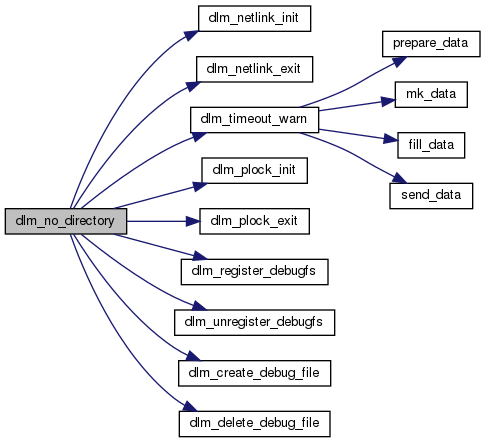 dlm_no_directory
dlm_netlink_init
dlm_netlink_exit
dlm_timeout_warn
prepare_data
mk_data
fill_data
send_data
dlm_plock_init
dlm_plock_exit
dlm_register_debugfs
dlm_unregister_debugfs
dlm_create_debug_file
dlm_delete_debug_file